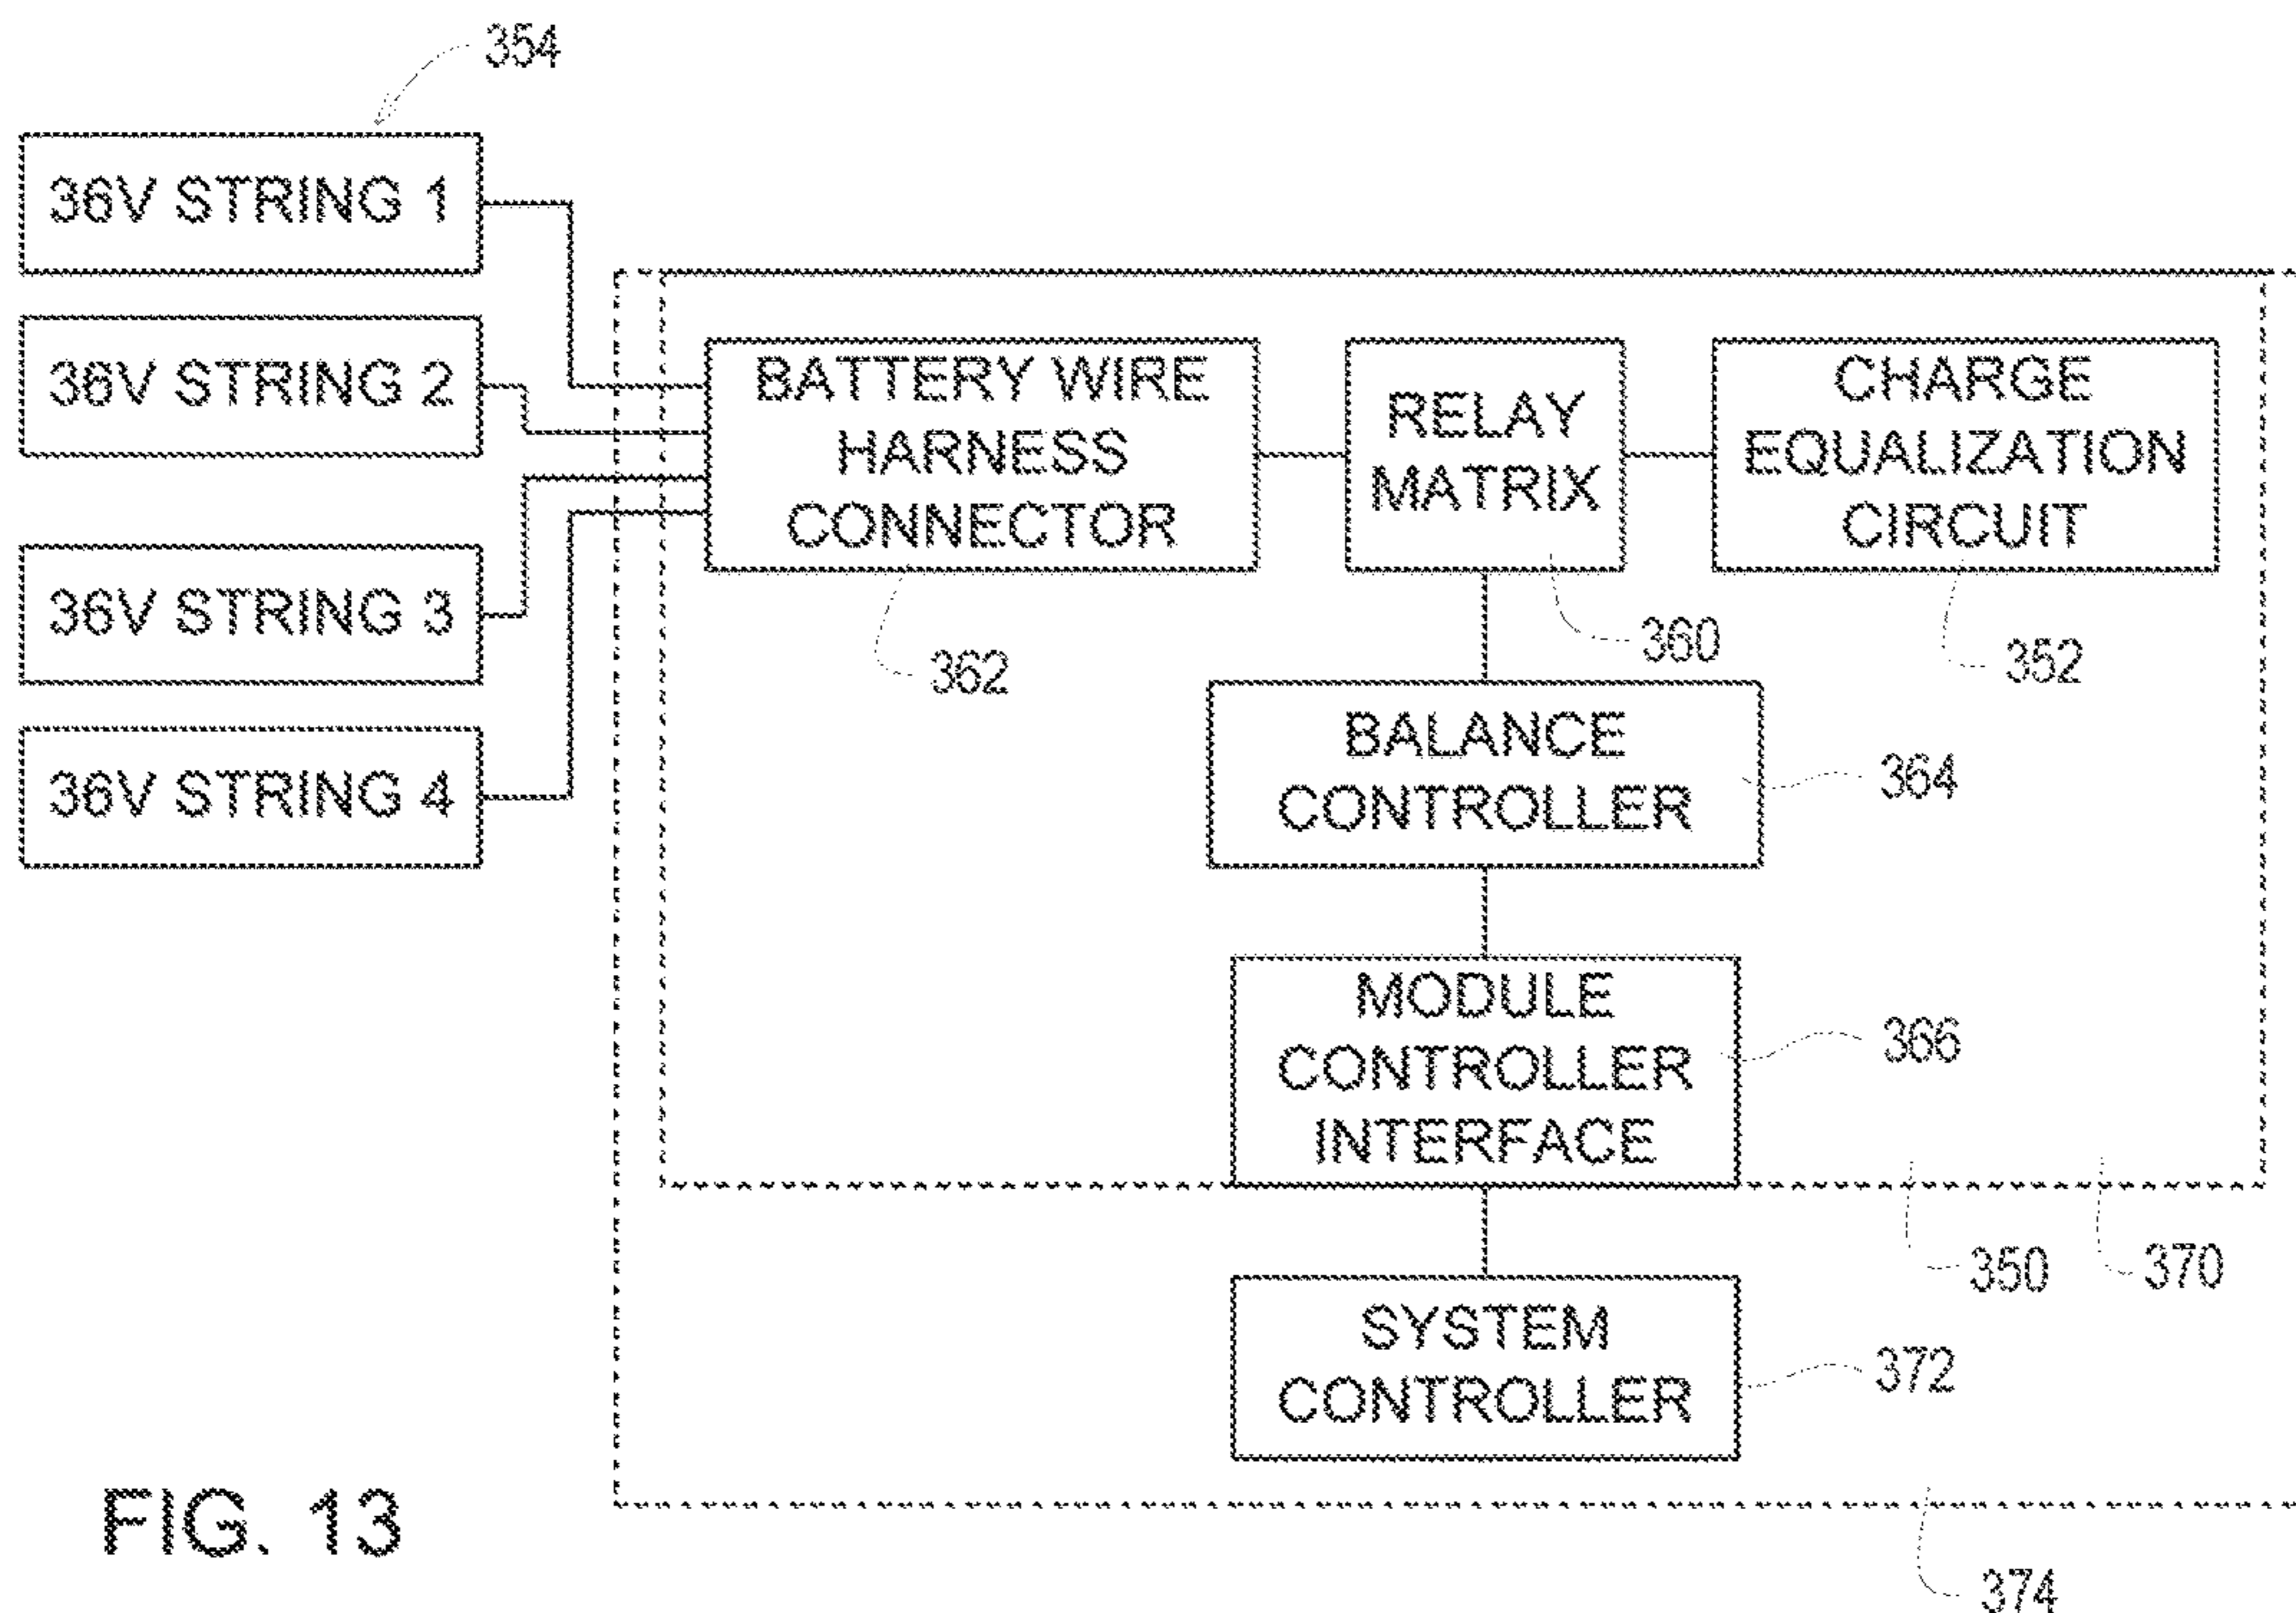 354
36V STRING 1
36V STRING 2
36V STRING 3
36V STRING 4
BATTERY WIRE
HARNESS
CONNECTOR
362
RELAY
MATRIX
360
CHARGE
EQUALIZATION
CIRCUIT
352
BALANCE
CONTROLLER
364
MODULE
CONTROLLER
INTERFACE
366
350
370
SYSTEM
CONTROLLER
372
374
FIG. 13